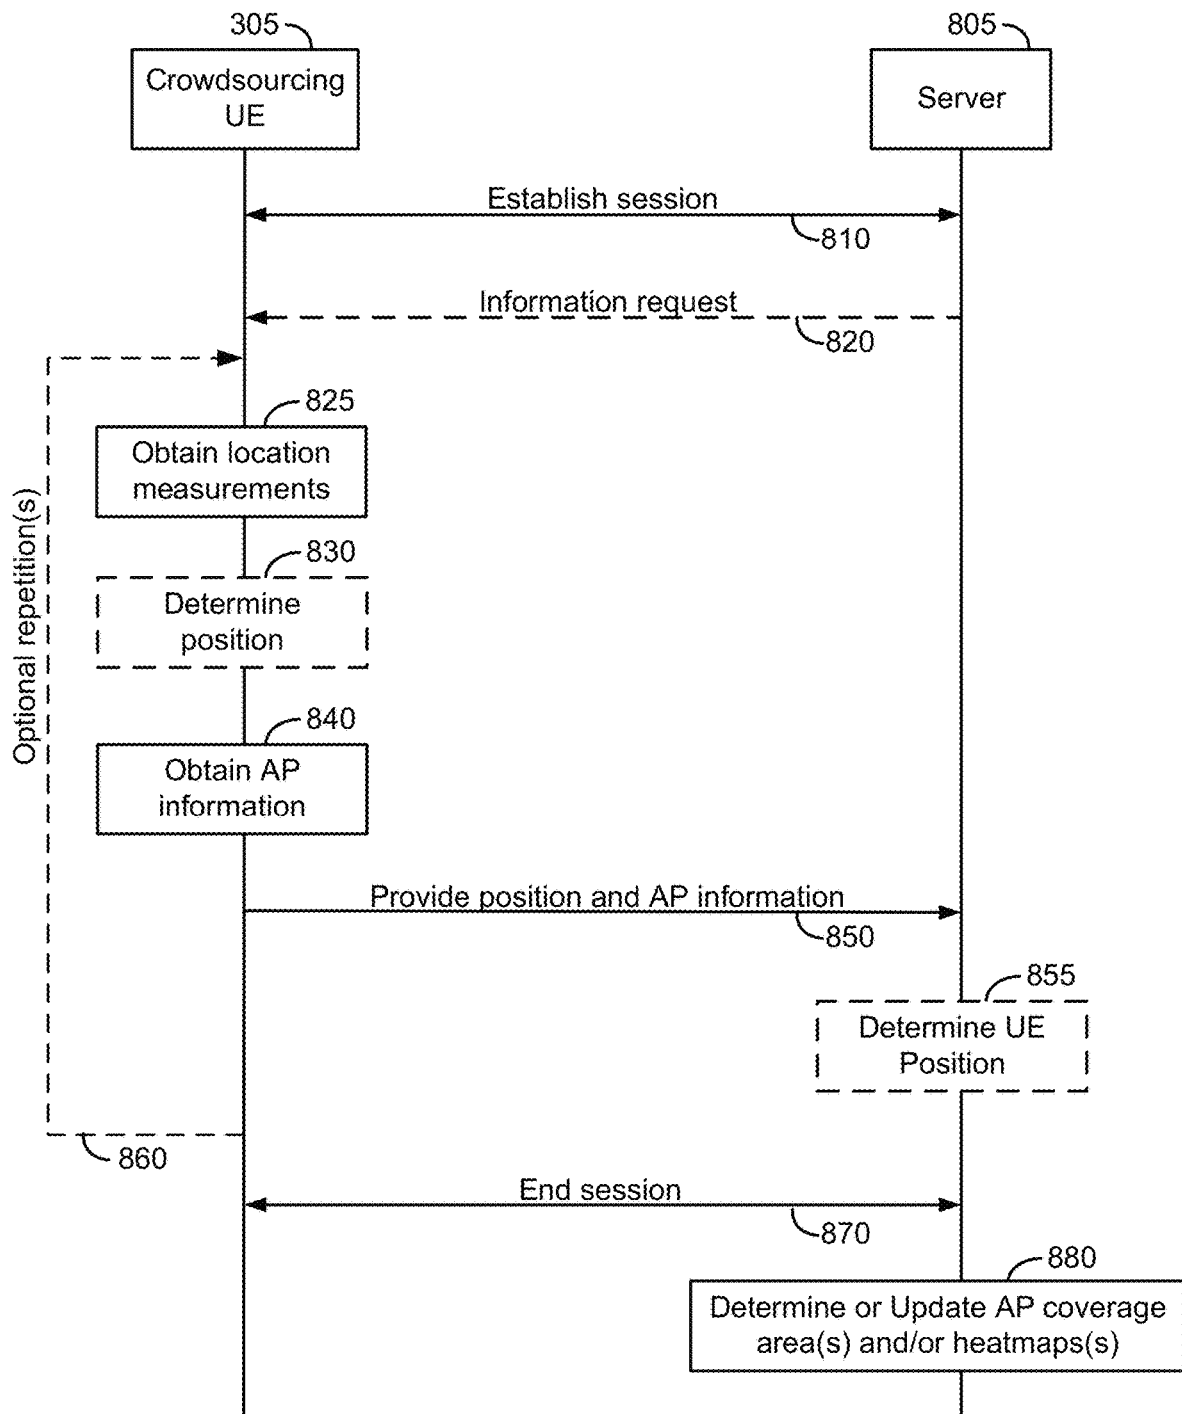 305
Crowdsourcing
UE
805
Server
Establish session
810
Information request
820
825
Obtain location
measurements
Optional repetition(s)
830
Determine
position
840
Obtain AP
information
Provide position and AP information
850
855
Determine UE
Position
860
End session
870
880
Determine or Update AP coverage
area(s) and/or heatmaps(s)